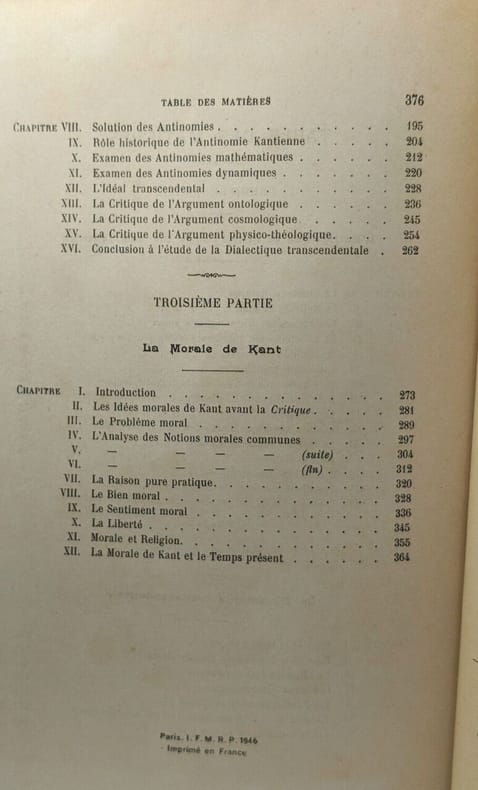 TABLE DES MATIÈRES 376
CHAPITRE VIII. Solution des Antinomies . . . . . . . . . . . 195
IX. Rôle historique de l'Antinomie Kantienne . . . . . 204
X. Examen des Antinomies mathématiques . . . . . . 212
XI. Examen des Antinomies dynamiques . . . . . . . 220
XII. L'Idéal transcendental . . . . . . . . . . . 228
XIII. La Critique de l'Argument ontologique . . . . . . 236
XIV. La Critique de l'Argument cosmologique . . . . . 245
XV. La Critique de l'Argument physico-théologique. . . . 254
XVI. Conclusion à l'étude de la Dialectique transcendentale . 262
TROISIÈME PARTIE
La Morale de Kant
CHAPITRE I. Introduction . . . . . . . . . . . . . . 273
II. Les Idées morales de Kant avant la Critique . . . . . 281
III. Le Problème moral . . . . . . . . . . . . 289
IV. L'Analyse des Notions morales communes . . . . . 297
V. — — — — (suite) . . . 304
VI. — — — — (fin) . . . . 312
VII. La Raison pure pratique. . . . . . . . . . . 320
VIII. Le Bien moral . . . . . . . . . . . . . . 328
IX. Le Sentiment moral . . . . . . . . . . . . 336
X. La Liberté . . . . . . . . . . . . . . . 345
XI. Morale et Religion. . . . . . . . . . . . . 355
XII. La Morale de Kant et le Temps présent . . . . . . 364
Paris. I. F. M. R. P. 1946
Imprimé en France